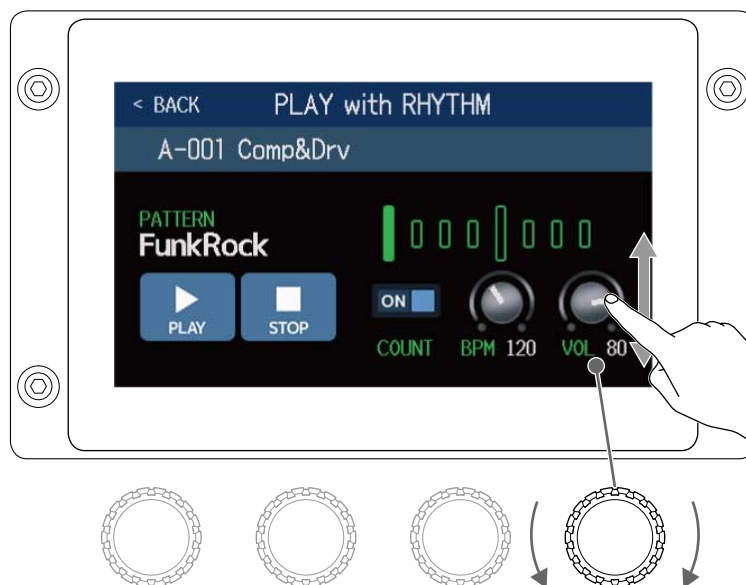 < BACK PLAY with RHYTHM
A-001 Comp&Drv
PATTERN
FunkRock
PLAY
STOP
ON
COUNT
BPM 120
VOL 80